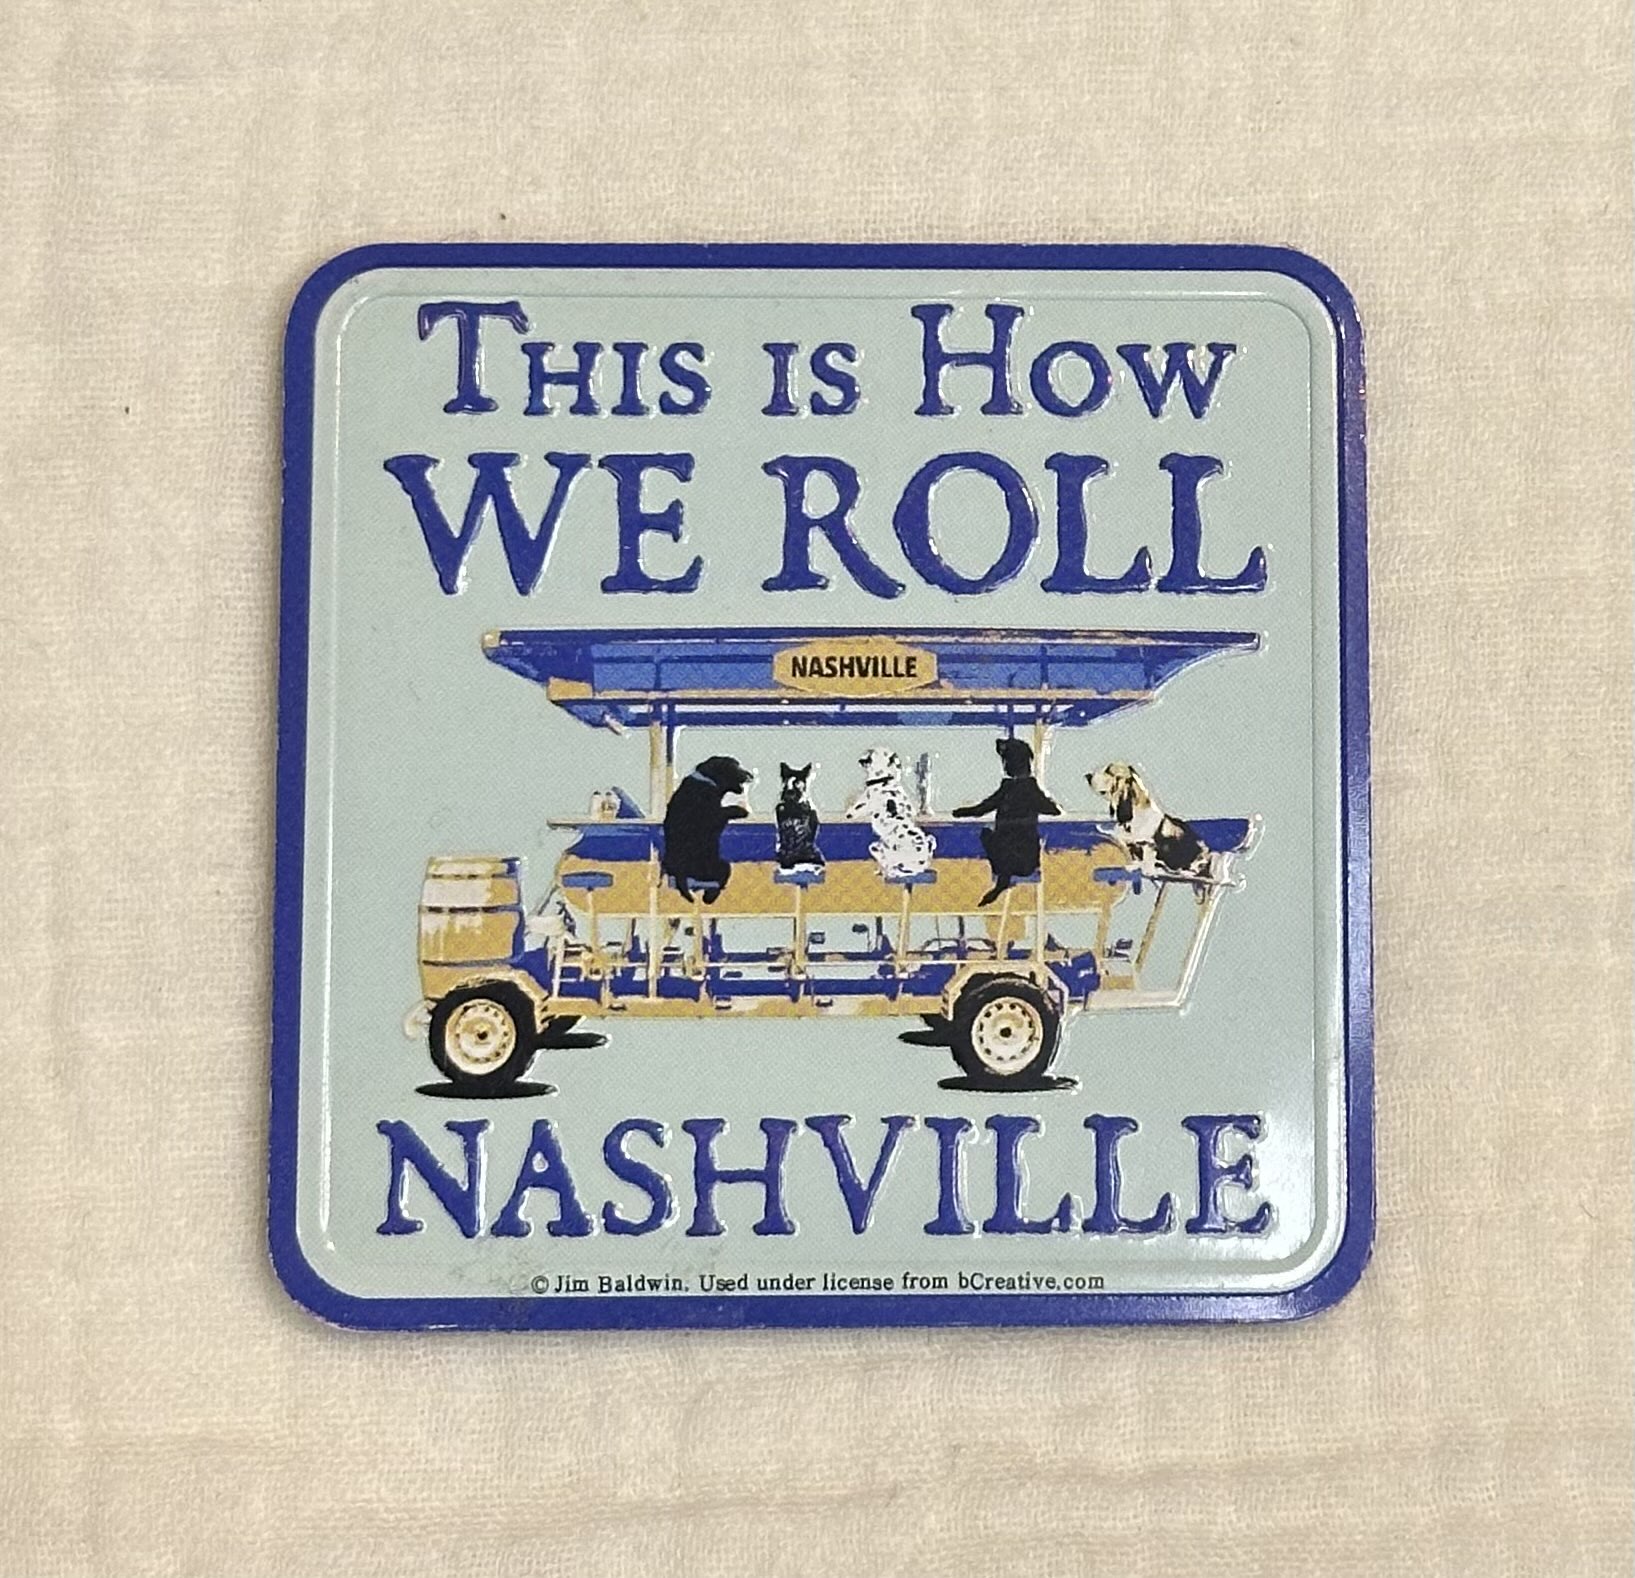 This is How
WE ROLL
NASHVILLE
NASHVILLE
© Jim Baldwin. Used under license from bCreative.com